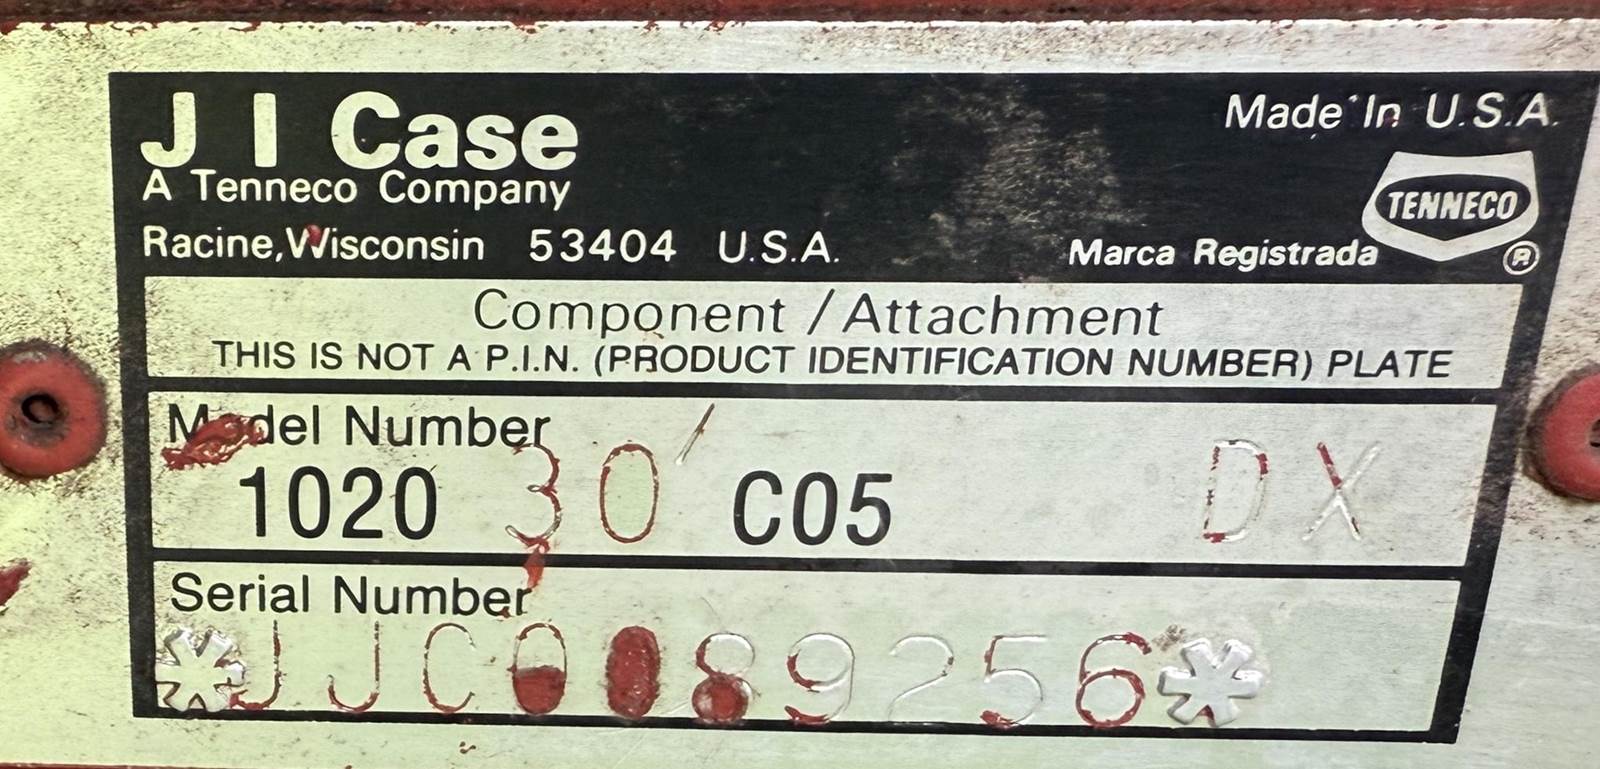 J I Case
A Tenneco Company
Racine, Wisconsin 53404 U.S.A.
Made In U.S.A.
TENNECO
Marca Registrada ®
Component / Attachment
THIS IS NOT A P.I.N. (PRODUCT IDENTIFICATION NUMBER) PLATE
Model Number
1020 30' C05 DX
Serial Number
*JJC0089256*